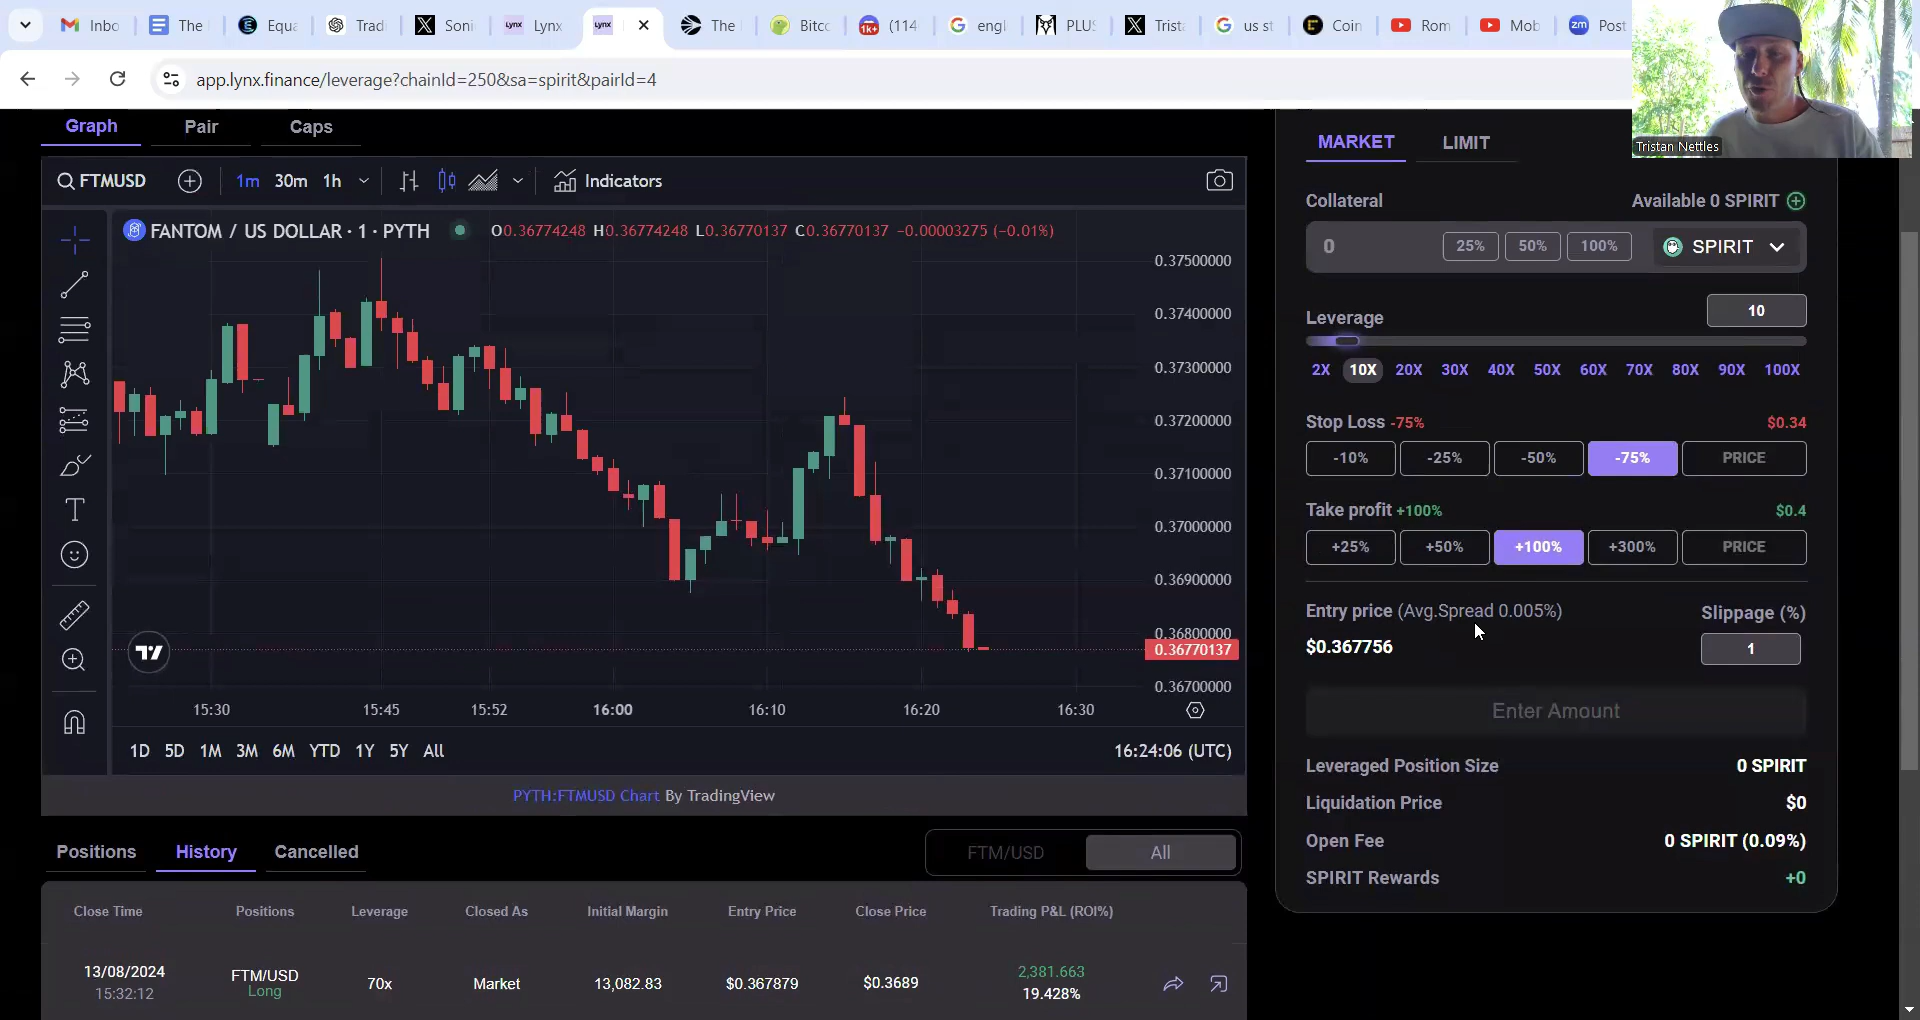 Inbo
The
Equa
Tradi
Soni
Lynx
The
Bitco
(114
engl
PLUS
Trista
us st
Coin
Rom
Mob
Post
app.lynx.finance/leverage?chainId=250&sa=spirit&pairId=4
Tristan Nettles
Graph
Pair
Caps
FTMUSD
1m 30m 1h
Indicators
FANTOM / US DOLLAR · 1 · PYTH
O0.36774248 H0.36774248 L0.36770137 C0.36770137 -0.00003275 (-0.01%)
0.37500000
0.37400000
0.37300000
0.37200000
0.37100000
0.37000000
0.36900000
0.36800000
0.36770137
0.36700000
15:30 15:45 15:52 16:00 16:10 16:20 16:30
1D 5D 1M 3M 6M YTD 1Y 5Y All
16:24:06 (UTC)
PYTH:FTMUSD Chart By TradingView
Positions
History
Cancelled
FTM/USD
All
Close Time
Positions
Leverage
Closed As
Initial Margin
Entry Price
Close Price
Trading P&L (ROI%)
13/08/2024
15:32:12
FTM/USD
Long
70x
Market
13,082.83
$0.367879
$0.3689
2,381.663
19.428%
MARKET
LIMIT
Collateral
Available 0 SPIRIT
0
25%
50%
100%
SPIRIT
Leverage
10
2X 10X 20X 30X 40X 50X 60X 70X 80X 90X 100X
Stop Loss -75%
$0.34
-10%
-25%
-50%
-75%
PRICE
Take profit +100%
$0.4
+25%
+50%
+100%
+300%
PRICE
Entry price (Avg.Spread 0.005%)
Slippage (%)
$0.367756
1
Enter Amount
Leveraged Position Size
0 SPIRIT
Liquidation Price
$0
Open Fee
0 SPIRIT (0.09%)
SPIRIT Rewards
+0